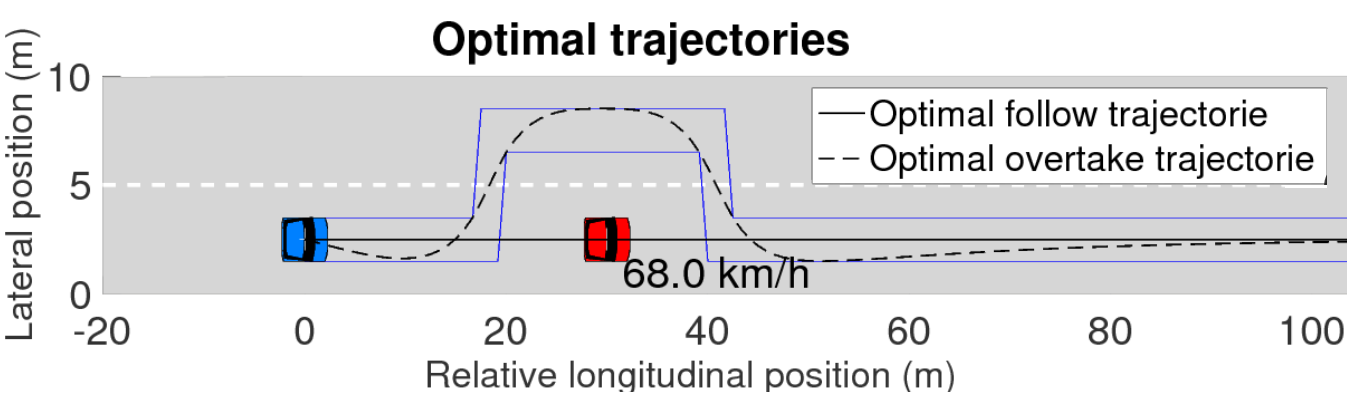 Optimal trajectories
Lateral position (m)
10
5
0
Optimal follow trajectorie
Optimal overtake trajectorie
68.0 km/h
-20 0 20 40 60 80 100
Relative longitudinal position (m)